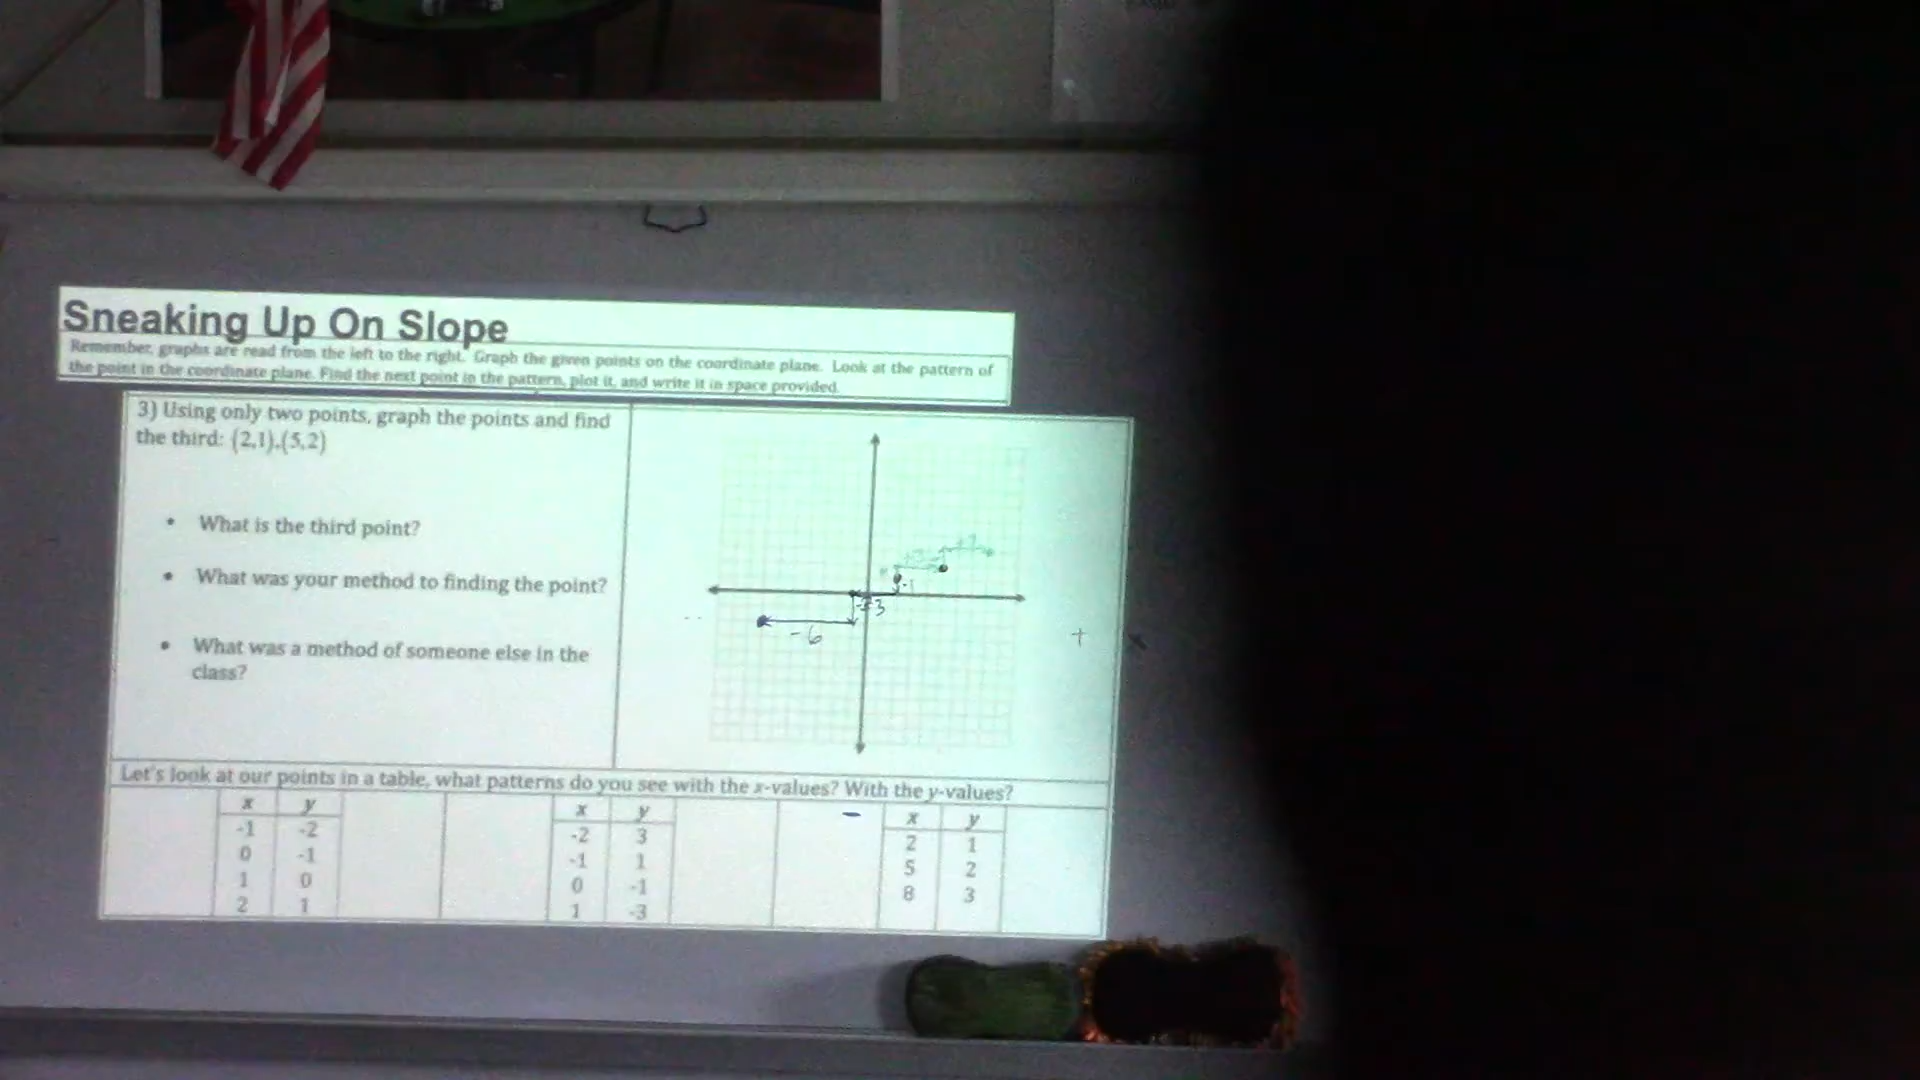 Sneaking Up On Slope
Remember, graphs are read from the left to the right. Graph the given points on the coordinate plane. Look at the pattern of
the point in the coordinate plane. Find the next point in the pattern, plot it, and write it in space provided
3) Using only two points, graph the points and find
the third: (2,1),(5,2)
• What is the third point?
• What was your method to finding the point?
• What was a method of someone else in the
class?
-1
3
-6
+
Let's look at our points in a table, what patterns do you see with the x-values? With the y-values?
x y
-1 -2
0 -1
1 0
2 1
x y
-2 3
-1 1
0 -1
1 -3
x y
2 1
5 2
8 3